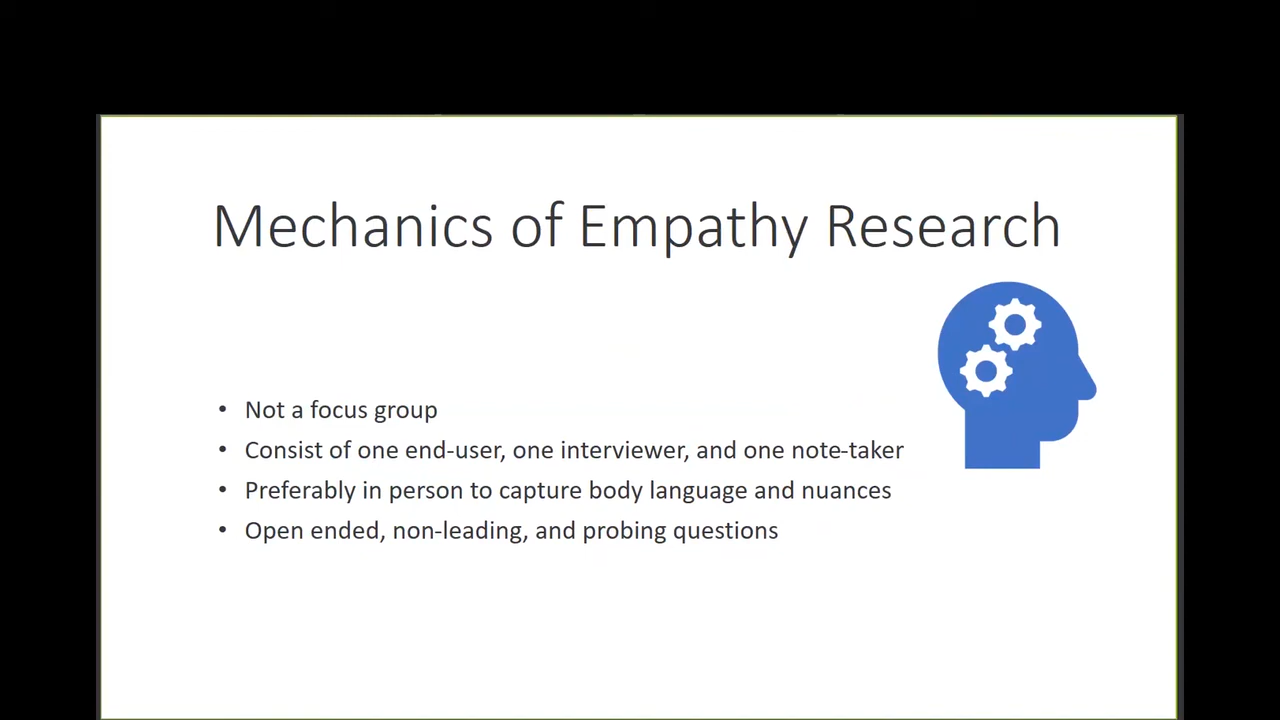 Mechanics of Empathy Research
• Not a focus group
• Consist of one end-user, one interviewer, and one note-taker
• Preferably in person to capture body language and nuances
• Open ended, non-leading, and probing questions